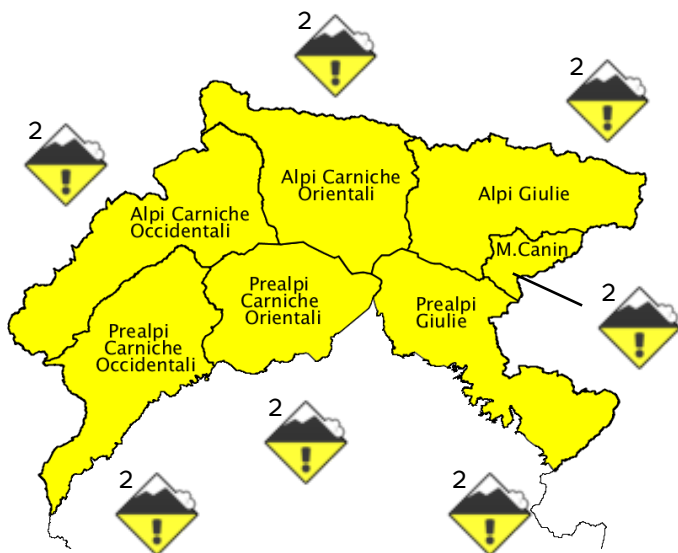 2
2
2
Alpi Carniche
Orientali
Alpi Giulie
Alpi Carniche
Occidentali
M.Canin
Prealpi
Carniche
Orientali
2
Prealpi
Giulie
Prealpi
Carniche
Occidentali
2
2
2